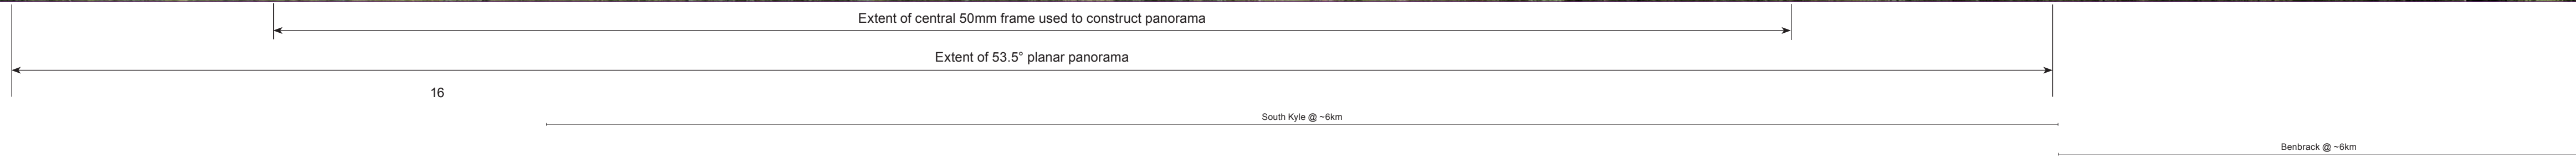 Extent of central 50mm frame used to construct panorama
Extent of 53.5° planar panorama
16
South Kyle @ ~6km
Benbrack @ ~6km